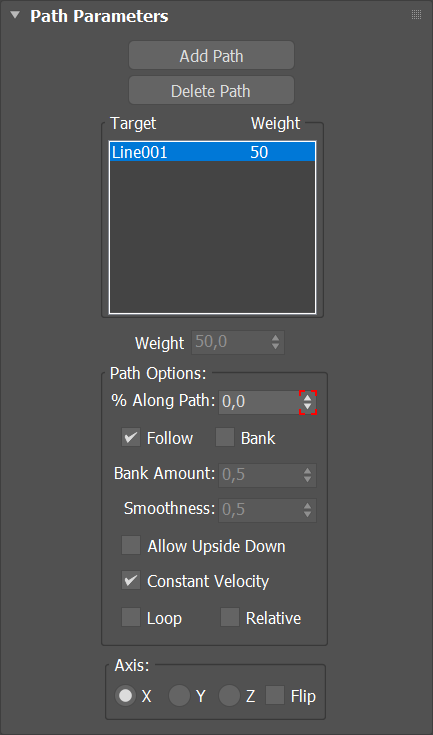 Path Parameters
Add Path
Delete Path
Target Weight
Line001 50
Weight 50,0
Path Options:
% Along Path: 0,0
Follow Bank
Bank Amount: 0,5
Smoothness: 0,5
Allow Upside Down
Constant Velocity
Loop Relative
Axis:
X Y Z Flip